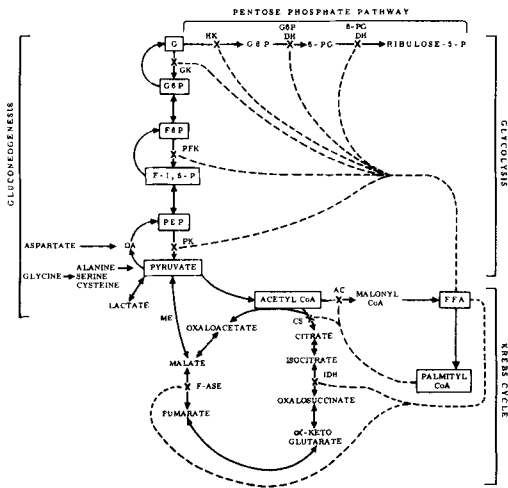 PENTOSE PHOSPHATE PATHWAY
G
HK
G6P
G6P
DH
6-PG
6-PG
DH
RIBULOSE-5-P
GK
G6P
F6P
PFK
F-1,6-P
PEP
PK
ASPARTATE
OA
GLYCINE
ALANINE
SERINE
CYSTEINE
PYRUVATE
LACTATE
ME
ACETYL CoA
AC
MALONYL
CoA
FFA
OXALOACETATE
CS
CITRATE
ISOCITRATE
IDH
MALATE
F-ASE
OXALOSUCCINATE
PALMITYL
CoA
FUMARATE
α-KETO
GLUTARATE
GLUCONEOGENESIS
GLYCOLYSIS
KREBS CYCLE